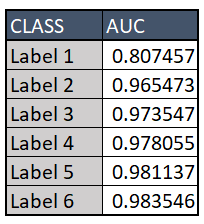 CLASS AUC
Label 1 0.807457
Label 2 0.965473
Label 3 0.973547
Label 4 0.978055
Label 5 0.981137
Label 6 0.983546